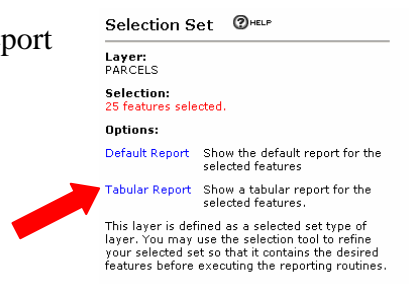 port
Selection Set ?HELP
Layer:
PARCELS
Selection:
25 features selected.
Options:
Default Report Show the default report for the
selected features
Tabular Report Show a tabular report for the
selected features.
This layer is defined as a selected set type of
layer. You may use the selection tool to refine
your selected set so that it contains the desired
features before executing the reporting routines.